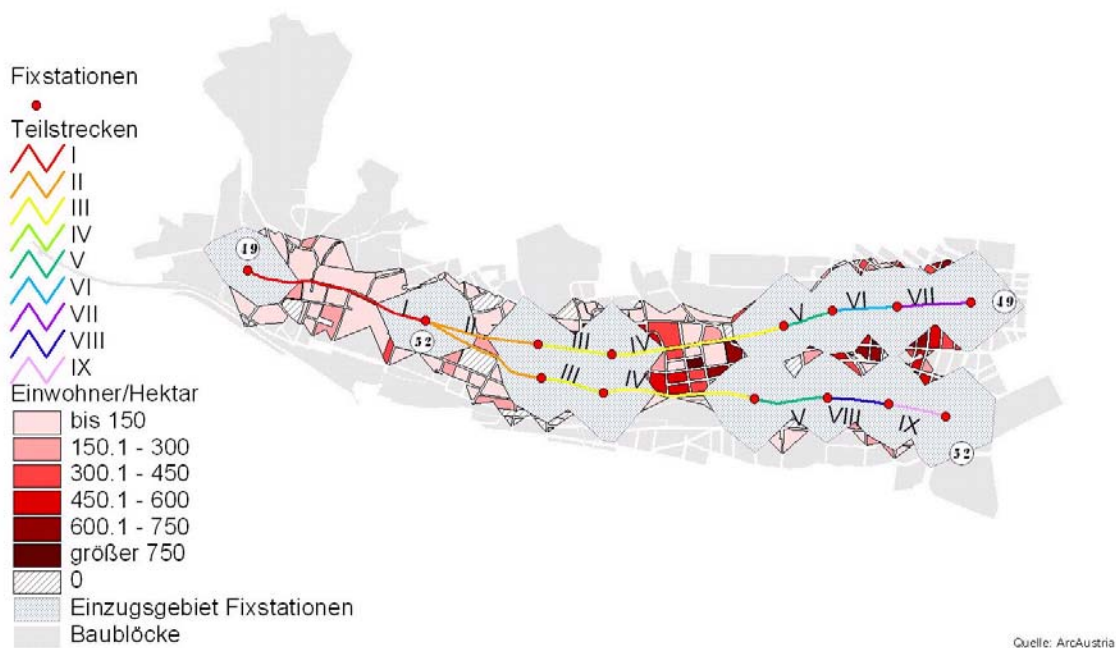 Fixstationen
Teilstrecken
I
II
III
IV
V
VI
VII
VIII
IX
Einwohner/Hektar
bis 150
150.1 - 300
300.1 - 450
450.1 - 600
600.1 - 750
größer 750
0
Einzugsgebiet Fixstationen
Baublöcke
49
I
52
II
III
IV
V
VI
VII
49
III
IV
V
VIII
IX
52
Quelle: ArcAustria